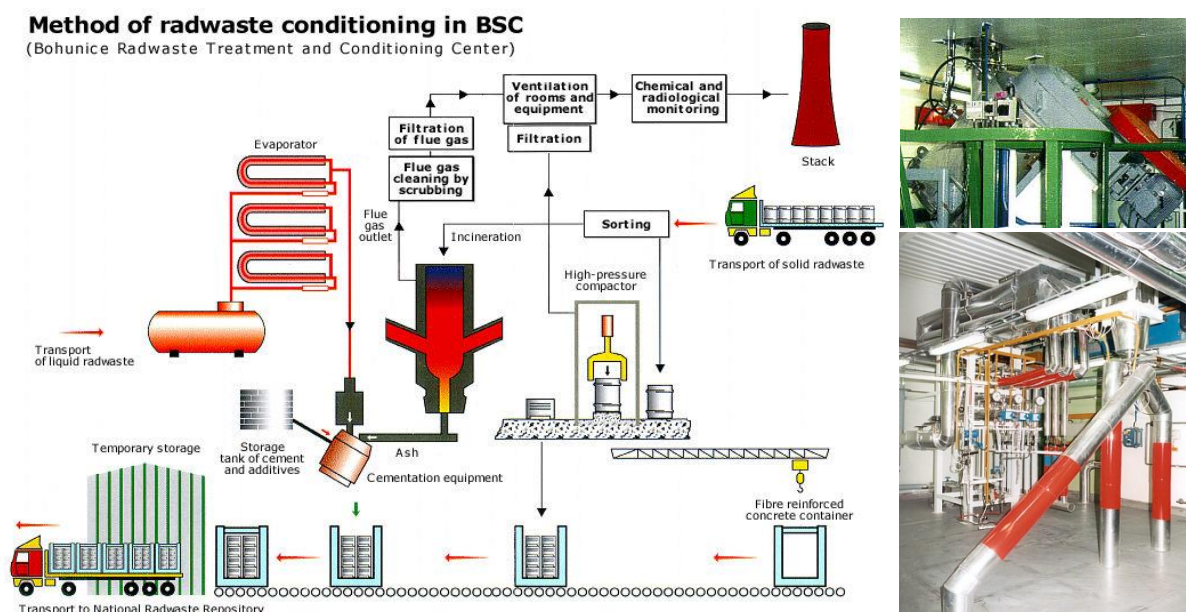 Method of radwaste conditioning in BSC
(Bohunice Radwaste Treatment and Conditioning Center)
Ventilation
of rooms and
equipment
Chemical and
radiological
monitoring
Filtration
of flue gas
Filtration
Evaporator
Flue gas
cleaning by
scrubbing
Stack
Flue
gas
outlet
Incineration
Sorting
Transport of solid radwaste
High-pressure
compactor
Transport
of liquid radwaste
Storage
tank of cement
and additives
Ash
Cementation equipment
Temporary storage
Fibre reinforced
concrete container
Transport to National Radwaste Repository